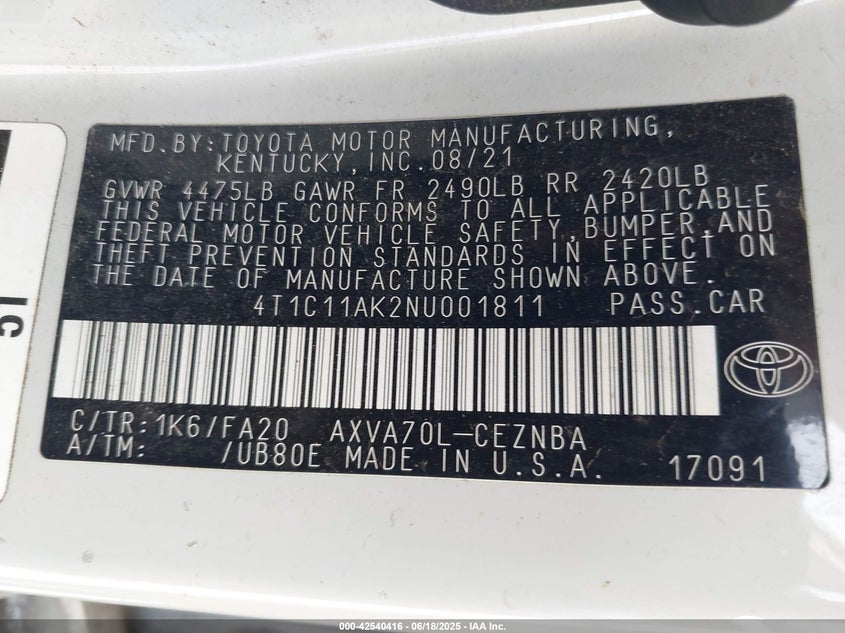 MFD.BY:TOYOTA MOTOR MANUFACTURING,
KENTUCKY,INC.08/21
GVWR 4475LB GAWR FR 2490LB RR 2420LB
THIS VEHICLE CONFORMS TO ALL APPLICABLE
FEDERAL MOTOR VEHICLE SAFETY,BUMPER,AND
THEFT PREVENTION STANDARDS IN EFFECT ON
THE DATE OF MANUFACTURE SHOWN ABOVE.
4T1C11AK2NU001811 PASS.CAR
C/TR:1K6/FA20 AXVA70L-CEZNBA
A/TM: /UB80E MADE IN U.S.A. 17091
000-42540416 - 06/18/2025 - IAA Inc.